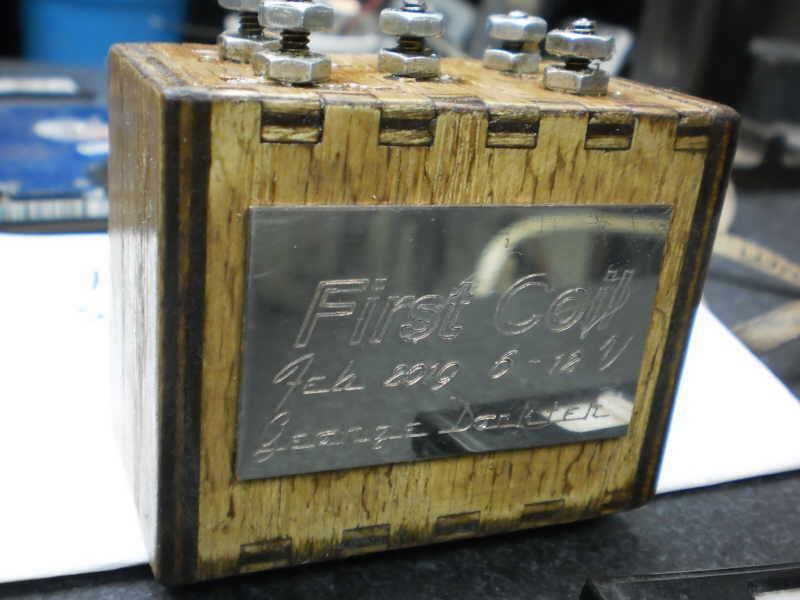 First Coil
Feb 2019 6-12 V
George